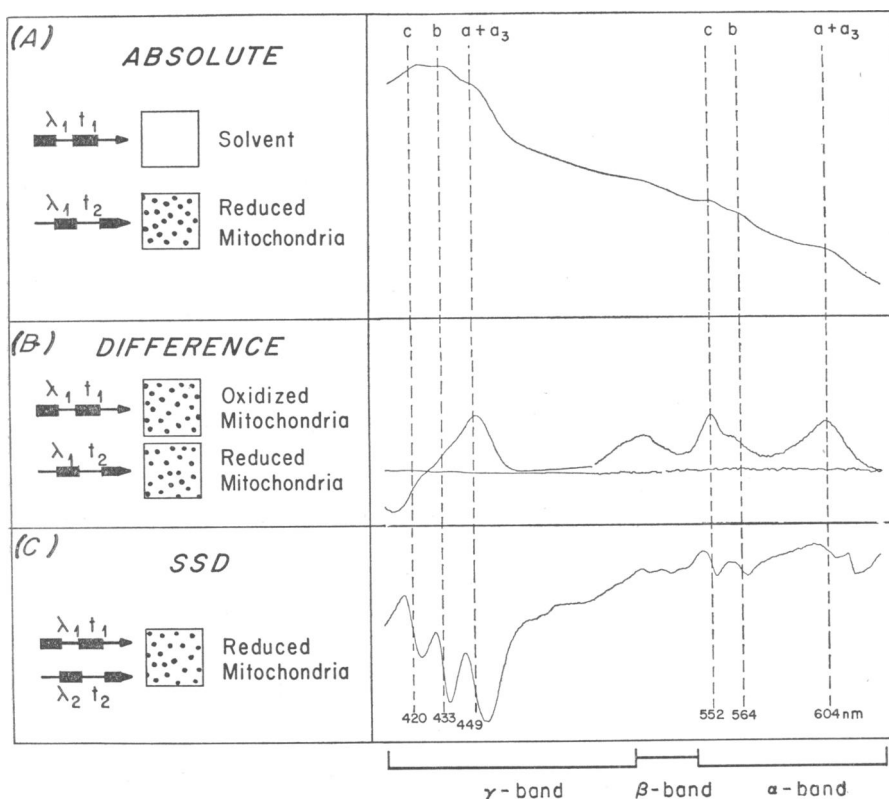 (A)
ABSOLUTE
λ₁ t₁
Solvent
λ₁ t₂
Reduced
Mitochondria
c b a + a₃ c b a + a₃
(B)
DIFFERENCE
λ₁ t₁
Oxidized
Mitochondria
λ₁ t₂
Reduced
Mitochondria
(C)
SSD
λ₁ t₁
Reduced
Mitochondria
λ₂ t₂
420 433 449 552 564 604 nm
γ - band β - band α - band